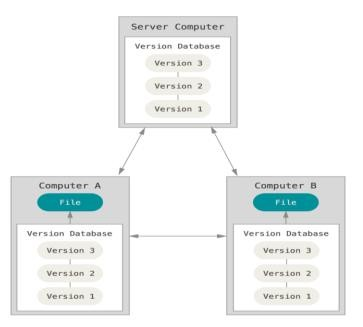 Server Computer
Version Database
Version 3
Version 2
Version 1
Computer A
File
Version Database
Version 3
Version 2
Version 1
Computer B
File
Version Database
Version 3
Version 2
Version 1